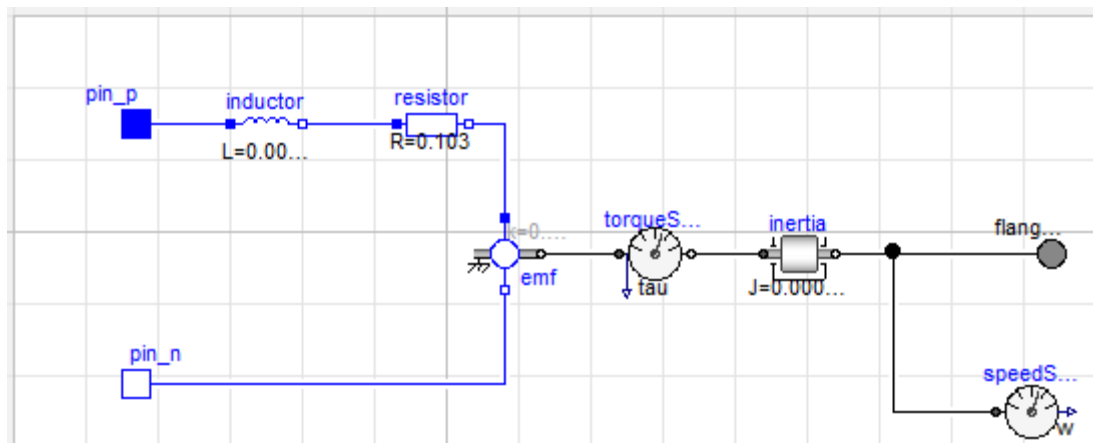 pin_p
inductor
resistor
L=0.00...
R=0.103
torqueS...
inertia
flang...
k=0....
emf
tau
J=0.000...
pin_n
speedS...
w